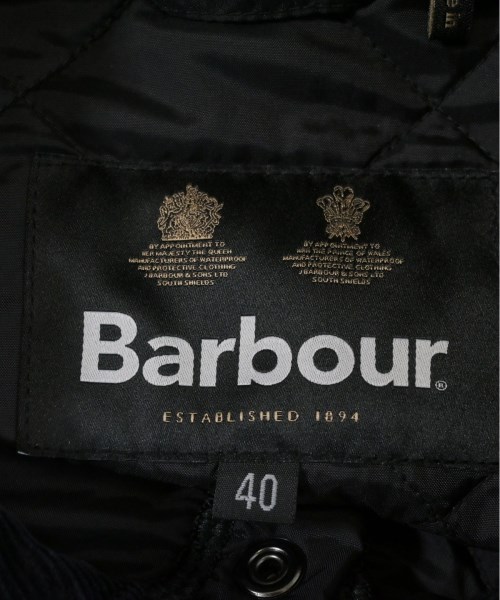 e in
BY APPOINTMENT TO
HER MAJESTY THE QUEEN
MANUFACTURERS OF WATERPROOF
AND PROTECTIVE CLOTHING
J BARBOUR & SONS LTD
SOUTH SHIELDS
BY APPOINTMENT TO
HRH THE PRINCE OF WALES
MANUFACTURERS OF WATERPROOF
AND PROTECTIVE CLOTHING
J BARBOUR & SONS LTD
SOUTH SHIELDS
Barbour®
ESTABLISHED 1894
40